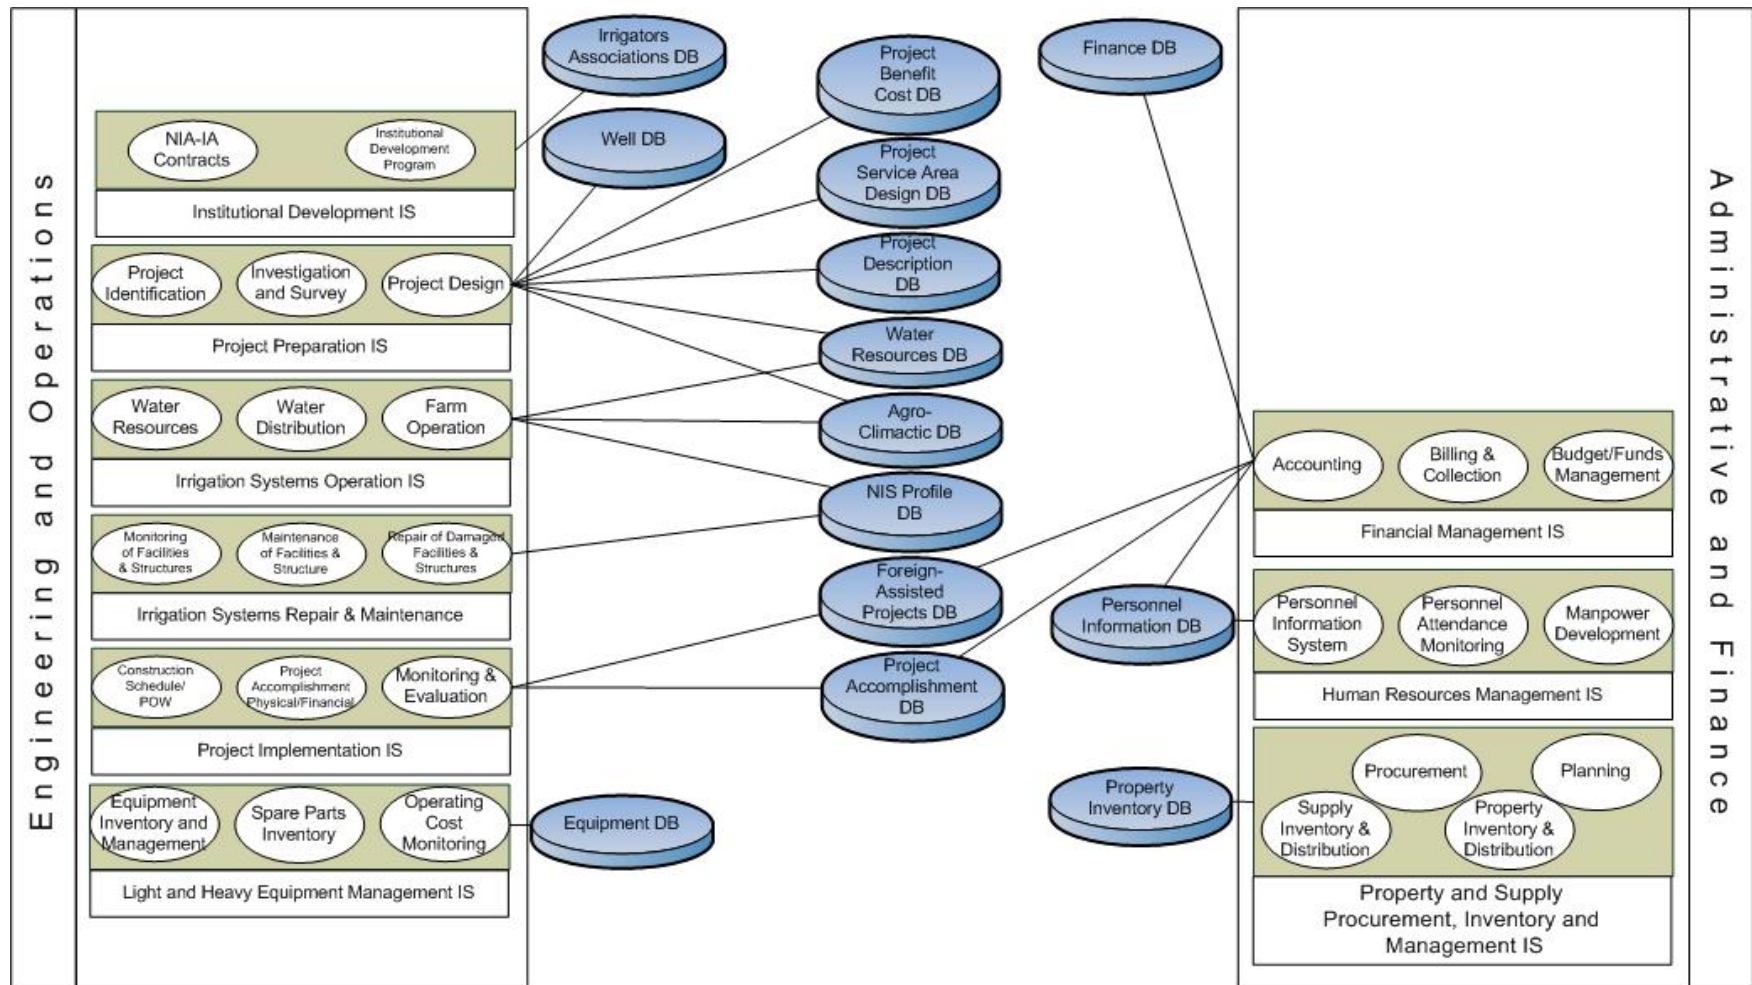 Engineering and Operations
NIA-IA
Contracts
Institutional
Development
Program
Institutional Development IS
Project
Identification
Investigation
and Survey
Project Design
Project Preparation IS
Water
Resources
Water
Distribution
Farm
Operation
Irrigation Systems Operation IS
Monitoring
of Facilities
& Structures
Maintenance
of Facilities &
Structure
Repair of Damaged
Facilities &
Structures
Irrigation Systems Repair & Maintenance
Construction
Schedule/
POW
Project
Accomplishment
Physical/Financial
Monitoring &
Evaluation
Project Implementation IS
Equipment
Inventory and
Management
Spare Parts
Inventory
Operating
Cost
Monitoring
Light and Heavy Equipment Management IS
Irrigators
Associations DB
Well DB
Equipment DB
Project
Benefit
Cost DB
Project
Service Area
Design DB
Project
Description
DB
Water
Resources DB
Agro-
Climactic DB
NIS Profile
DB
Foreign-
Assisted
Projects DB
Project
Accomplishment
DB
Finance DB
Personnel
Information DB
Property
Inventory DB
Accounting
Billing &
Collection
Budget/Funds
Management
Financial Management IS
Personnel
Information
System
Personnel
Attendance
Monitoring
Manpower
Development
Human Resources Management IS
Procurement
Planning
Supply
Inventory &
Distribution
Property
Inventory &
Distribution
Property and Supply
Procurement, Inventory and
Management IS
Administrative and Finance